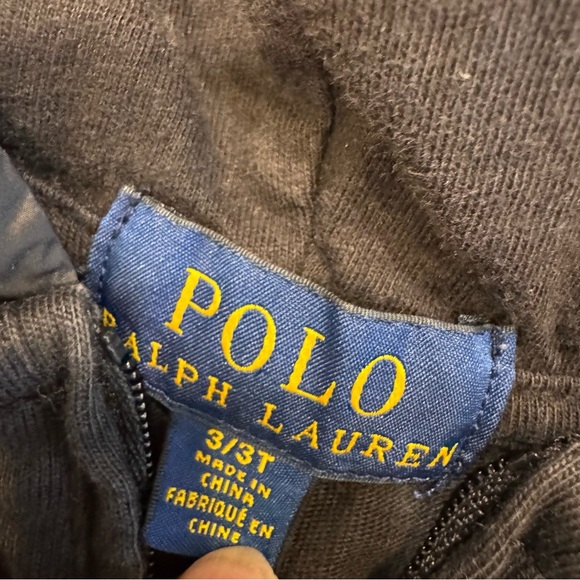 POLO
RALPH LAUREN
3/3T
MADE IN
CHINA
FABRIQUÉ EN
CHINE